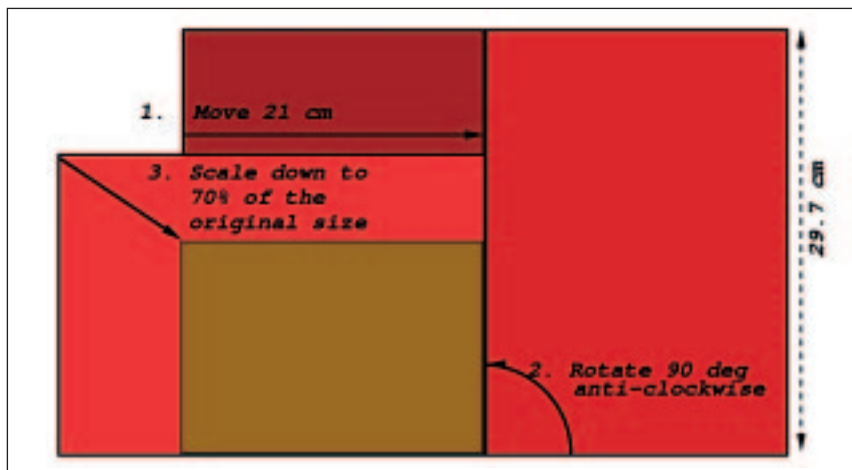 1. Move 21 cm
3. Scale down to
70% of the
original size
29.7 cm
2. Rotate 90 deg
anti-clockwise